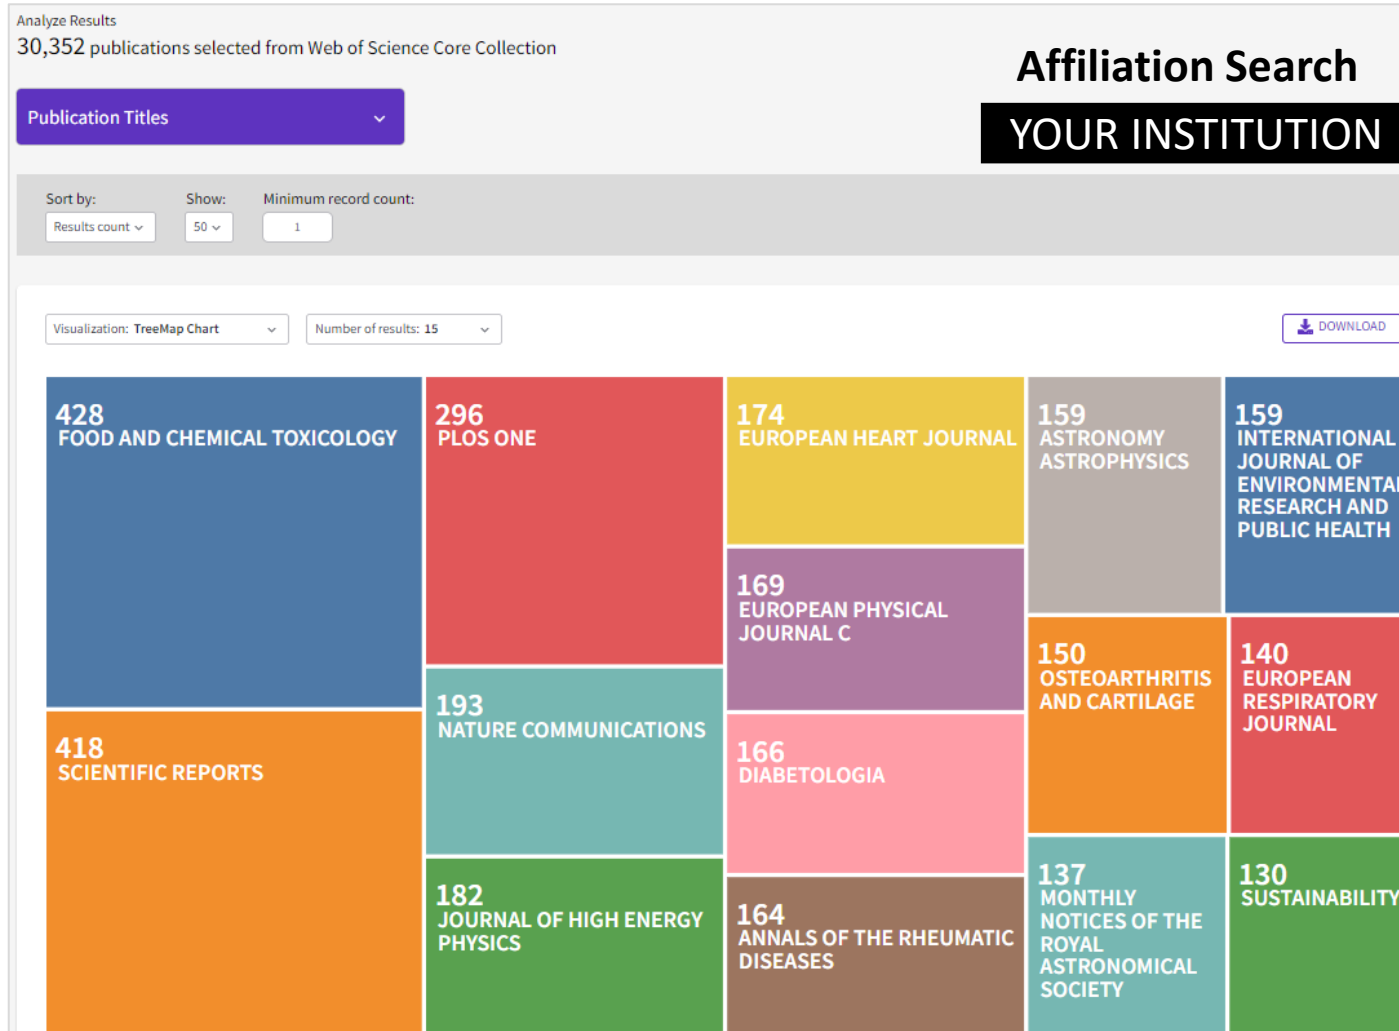 Analyze Results
30,352 publications selected from Web of Science Core Collection
Affiliation Search
YOUR INSTITUTION
Publication Titles
Sort by:
Show:
Minimum record count:
Results count
50
1
Visualization: TreeMap Chart
Number of results: 15
DOWNLOAD
428
FOOD AND CHEMICAL TOXICOLOGY
418
SCIENTIFIC REPORTS
296
PLOS ONE
193
NATURE COMMUNICATIONS
182
JOURNAL OF HIGH ENERGY
PHYSICS
174
EUROPEAN HEART JOURNAL
169
EUROPEAN PHYSICAL
JOURNAL C
166
DIABETOLOGIA
164
ANNALS OF THE RHEUMATIC
DISEASES
159
ASTRONOMY
ASTROPHYSICS
159
INTERNATIONAL
JOURNAL OF
ENVIRONMENTAL
RESEARCH AND
PUBLIC HEALTH
150
OSTEOARTHRITIS
AND CARTILAGE
140
EUROPEAN
RESPIRATORY
JOURNAL
137
MONTHLY
NOTICES OF THE
ROYAL
ASTRONOMICAL
SOCIETY
130
SUSTAINABILITY